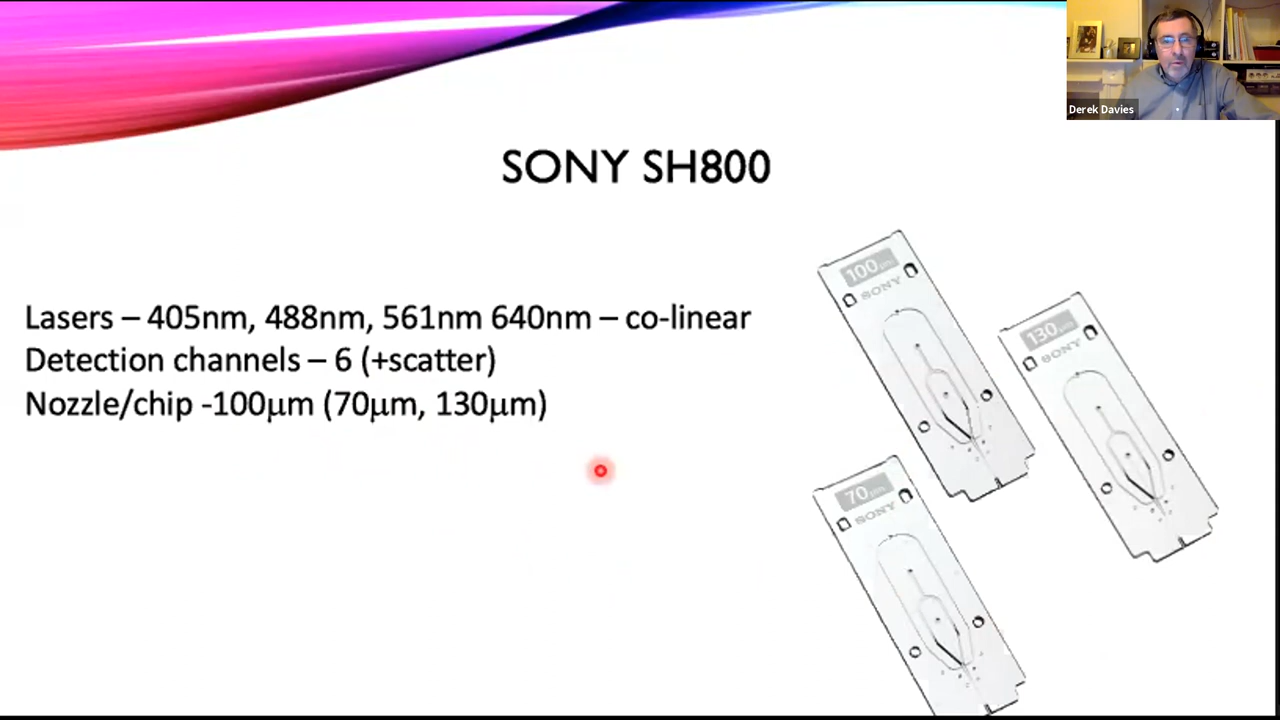 Derek Davies
SONY SH800
Lasers – 405nm, 488nm, 561nm 640nm – co-linear
Detection channels – 6 (+scatter)
Nozzle/chip -100μm (70μm, 130μm)
100μm
SONY
130μm
SONY
70μm
SONY